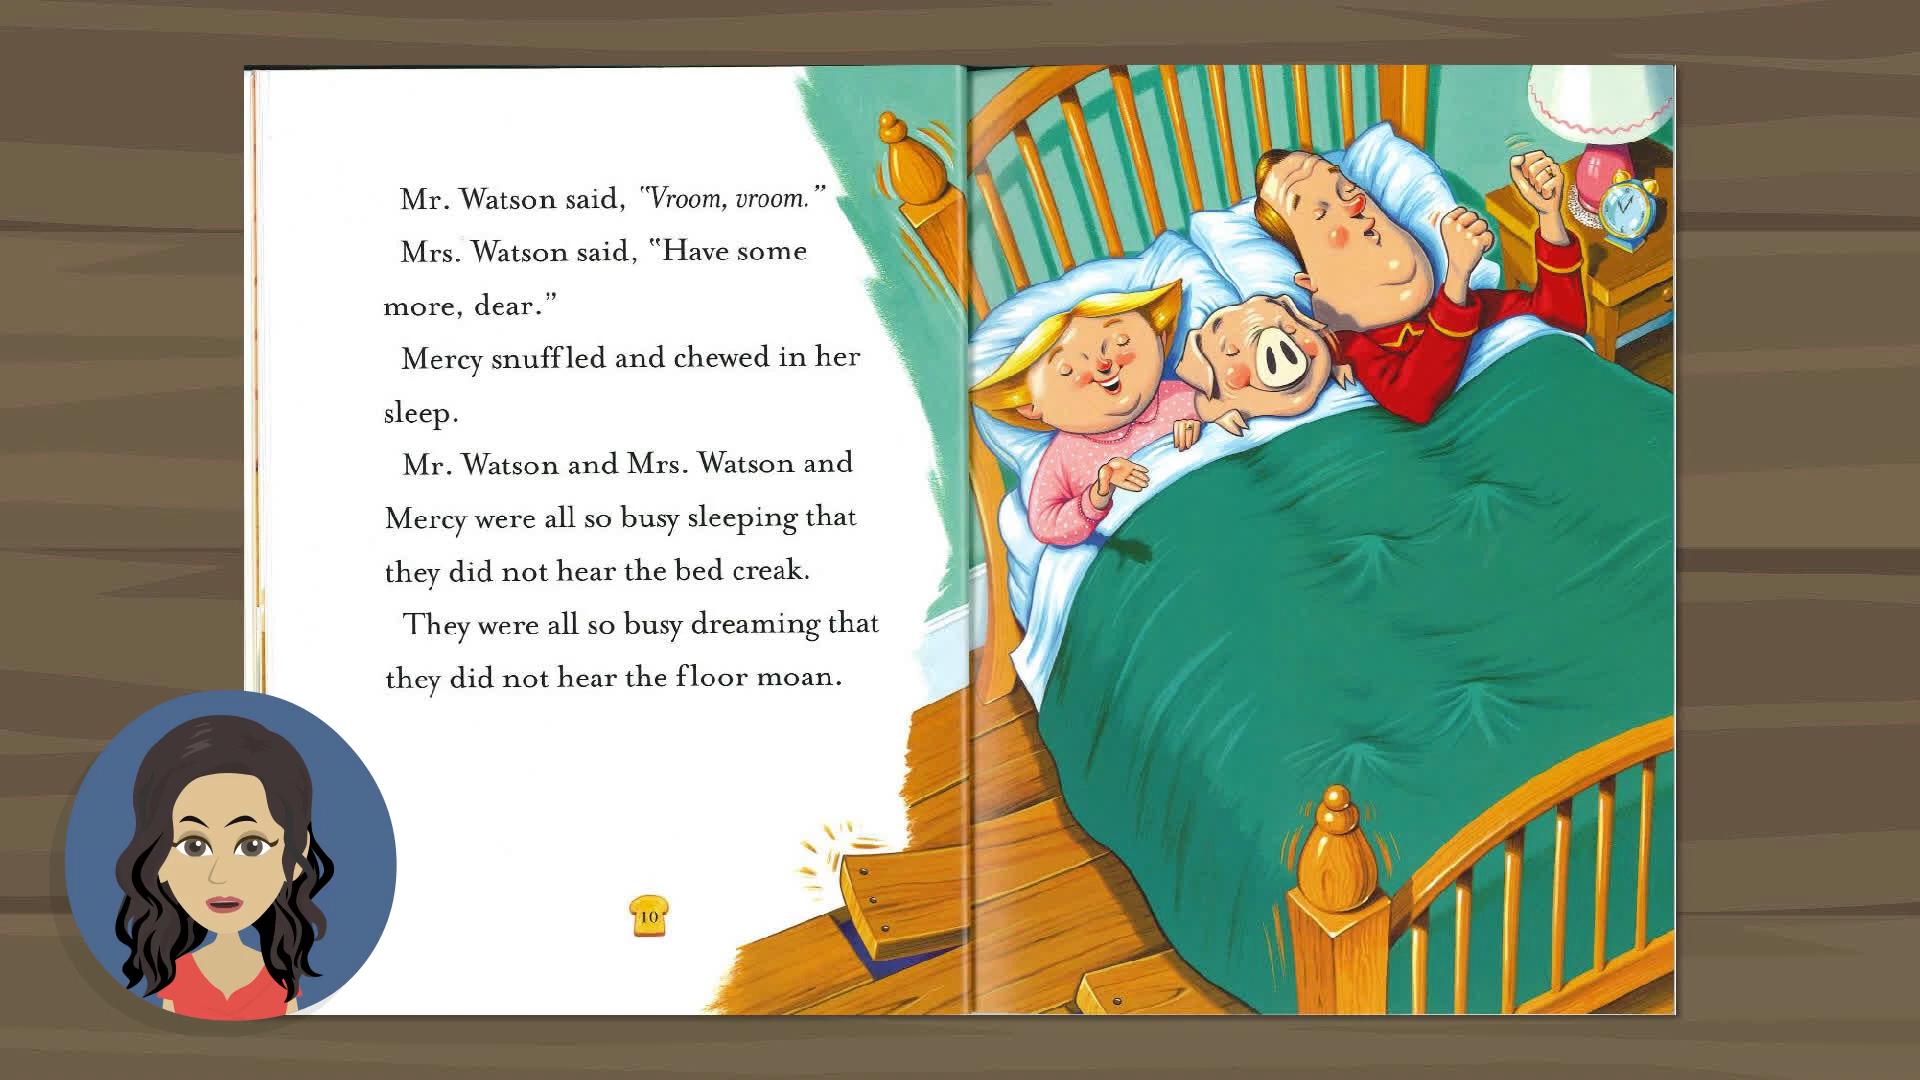 Mr. Watson said, “Vroom, vroom.”
Mrs. Watson said, “Have some
more, dear.”
Mercy snuffled and chewed in her
sleep.
Mr. Watson and Mrs. Watson and
Mercy were all so busy sleeping that
they did not hear the bed creak.
They were all so busy dreaming that
they did not hear the floor moan.
10